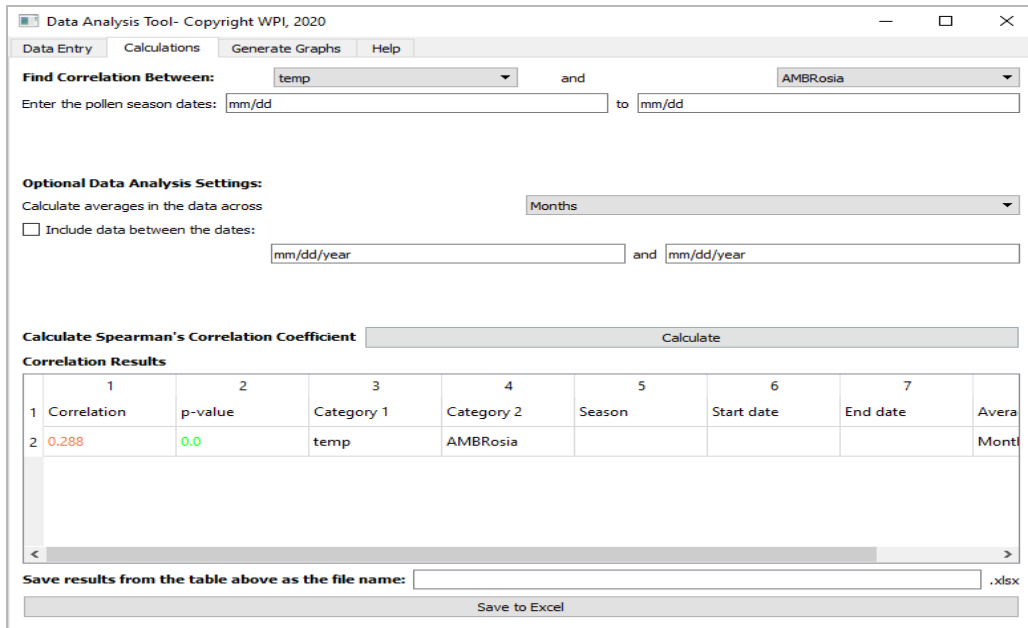 Data Analysis Tool- Copyright WPI, 2020
Data Entry Calculations Generate Graphs Help
Find Correlation Between: temp and AMBRosia
Enter the pollen season dates: mm/dd to mm/dd
Optional Data Analysis Settings:
Calculate averages in the data across Months
Include data between the dates:
mm/dd/year and mm/dd/year
Calculate Spearman's Correlation Coefficient Calculate
Correlation Results
1 2 3 4 5 6 7
1 Correlation p-value Category 1 Category 2 Season Start date End date Avera
2 0.288 0.0 temp AMBRosia Montl
Save results from the table above as the file name: .xlsx
Save to Excel